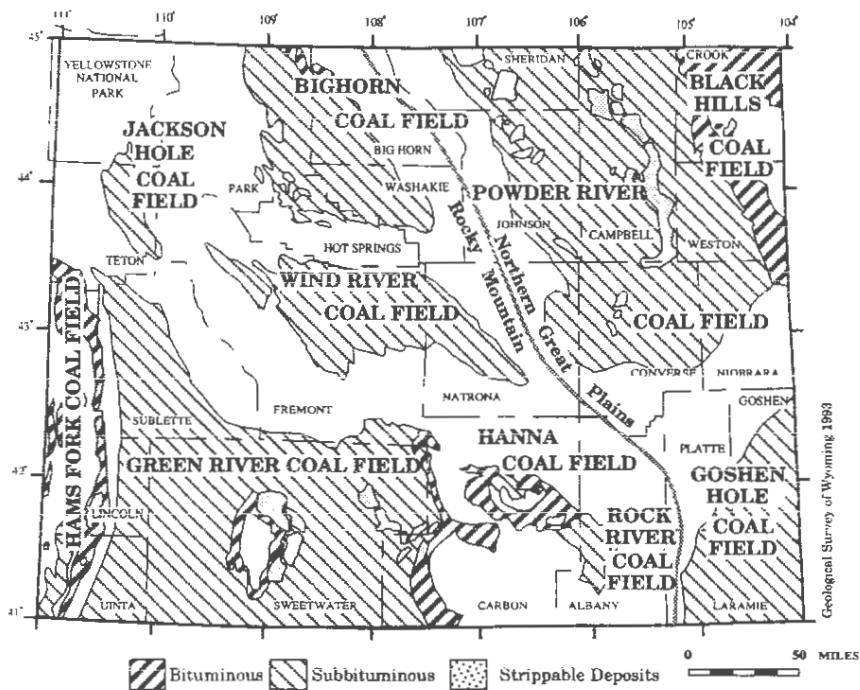 111° 110° 109° 108° 107° 106° 105° 104°
45°
YELLOWSTONE
NATIONAL
PARK
SHERIDAN
CROOK
BIGHORN
COAL FIELD
BLACK
HILLS
COAL
FIELD
JACKSON
HOLE
COAL
FIELD
BIG HORN
44°
PARK
WASHAKIE
POWDER RIVER
COAL FIELD
JOHNSON
CAMPBELL
WESTON
HOT SPRINGS
TETON
Rocky Mountain
Northern Great Plains
WIND RIVER
COAL FIELD
43°
CONVERSE
NIOBRARA
NATRONA
FREMONT
SUBLETTE
GOSHEN
PLATTE
HAMS FORK COAL FIELD
42°
GREEN RIVER COAL FIELD
HANNA
COAL FIELD
GOSHEN
HOLE
COAL
FIELD
LINCOLN
ROCK
RIVER
COAL
FIELD
41°
UINTA
SWEETWATER
CARBON
ALBANY
LARAMIE
Geological Survey of Wyoming 1993
Bituminous
Subbituminous
Strippable Deposits
0 50 MILES